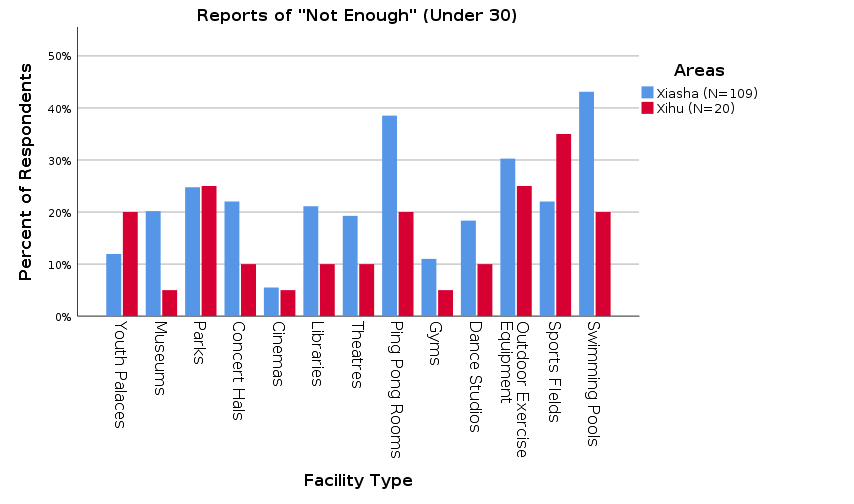 Reports of "Not Enough" (Under 30)
Percent of Respondents
50%
40%
30%
20%
10%
0%
Areas
Xiasha (N=109)
Xihu (N=20)
Youth Palaces
Museums
Parks
Concert Hals
Cinemas
Libraries
Theatres
Ping Pong Rooms
Gyms
Dance Studios
Outdoor Exercise
Equipment
Sports FIelds
Swimming Pools
Facility Type